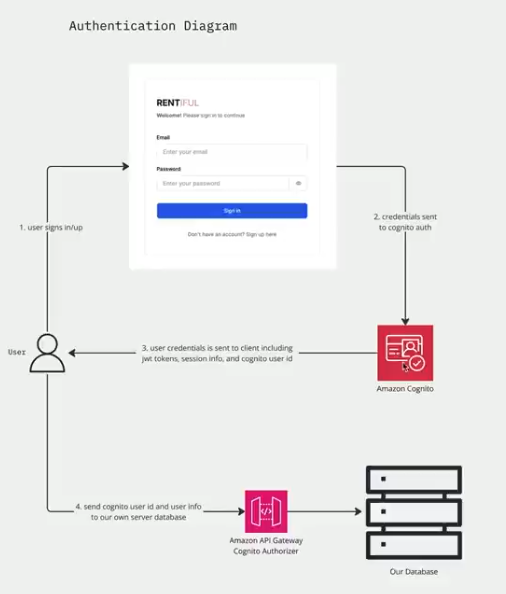 Authentication Diagram
RENTIFUL
Welcome! Please sign in to continue
Email
Enter your email
Password
Enter your password
Sign in
Don't have an account? Sign up here
1. user signs in/up
2. credentials sent
to cognito auth
User
3. user credentials is sent to client including
jwt tokens, session info, and cognito user id
Amazon Cognito
4. send cognito user id and user info
to our own server database
Amazon API Gateway
Cognito Authorizer
Our Database